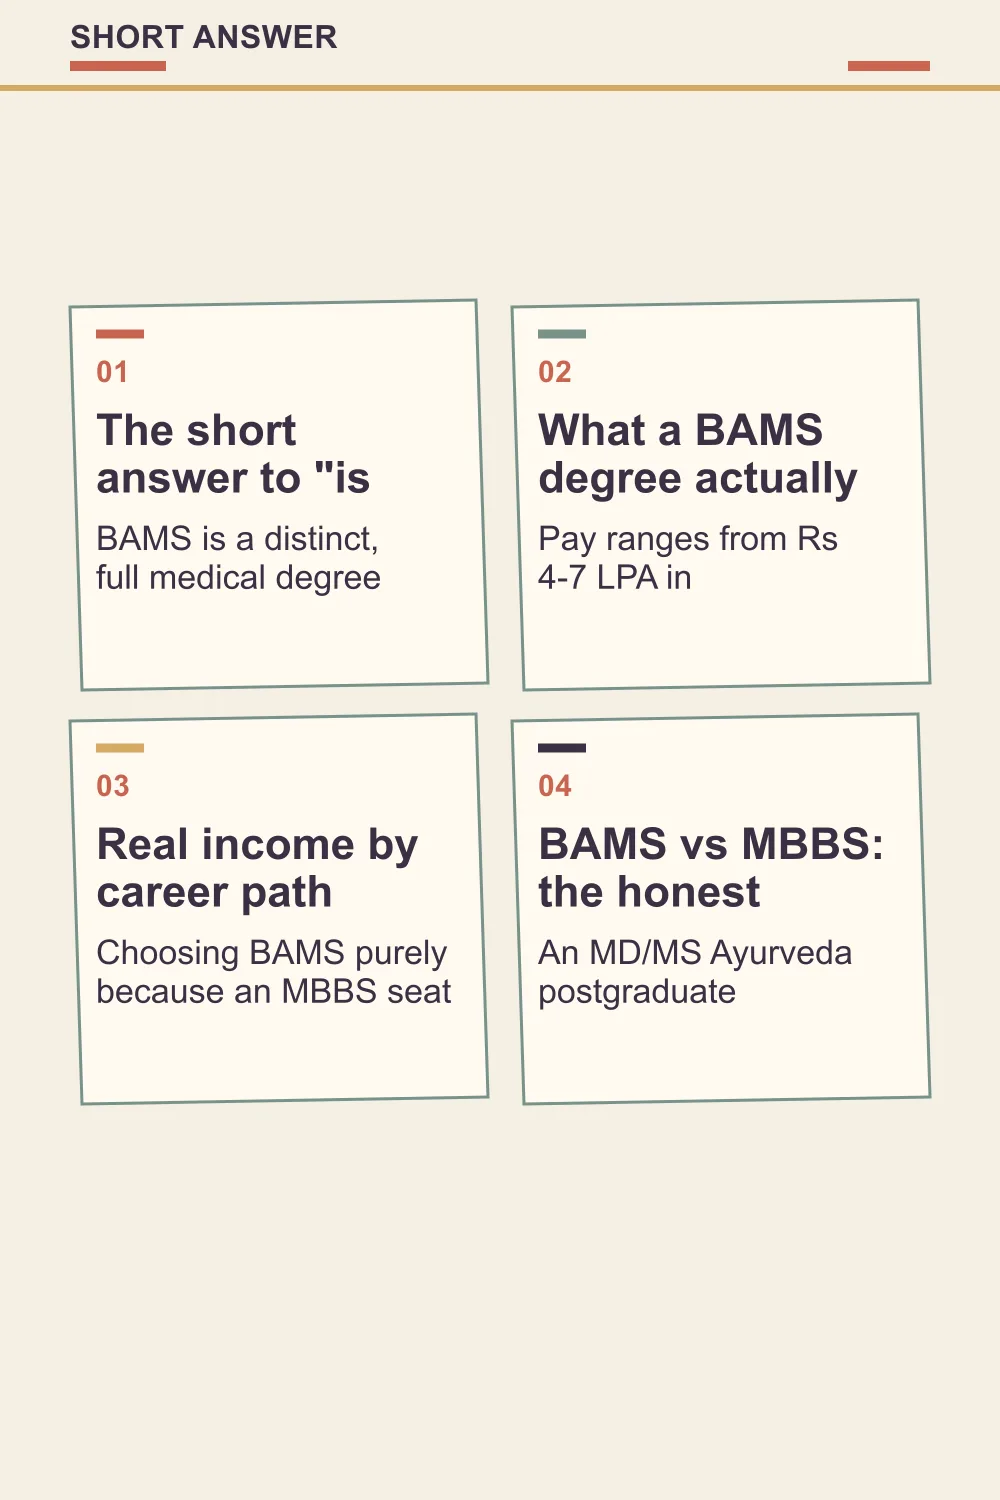 SHORT ANSWER
01
The short
answer to "is
BAMS is a distinct,
full medical degree
02
What a BAMS
degree actually
Pay ranges from Rs
4-7 LPA in
03
Real income by
career path
Choosing BAMS purely
because an MBBS seat
04
BAMS vs MBBS:
the honest
An MD/MS Ayurveda
postgraduate